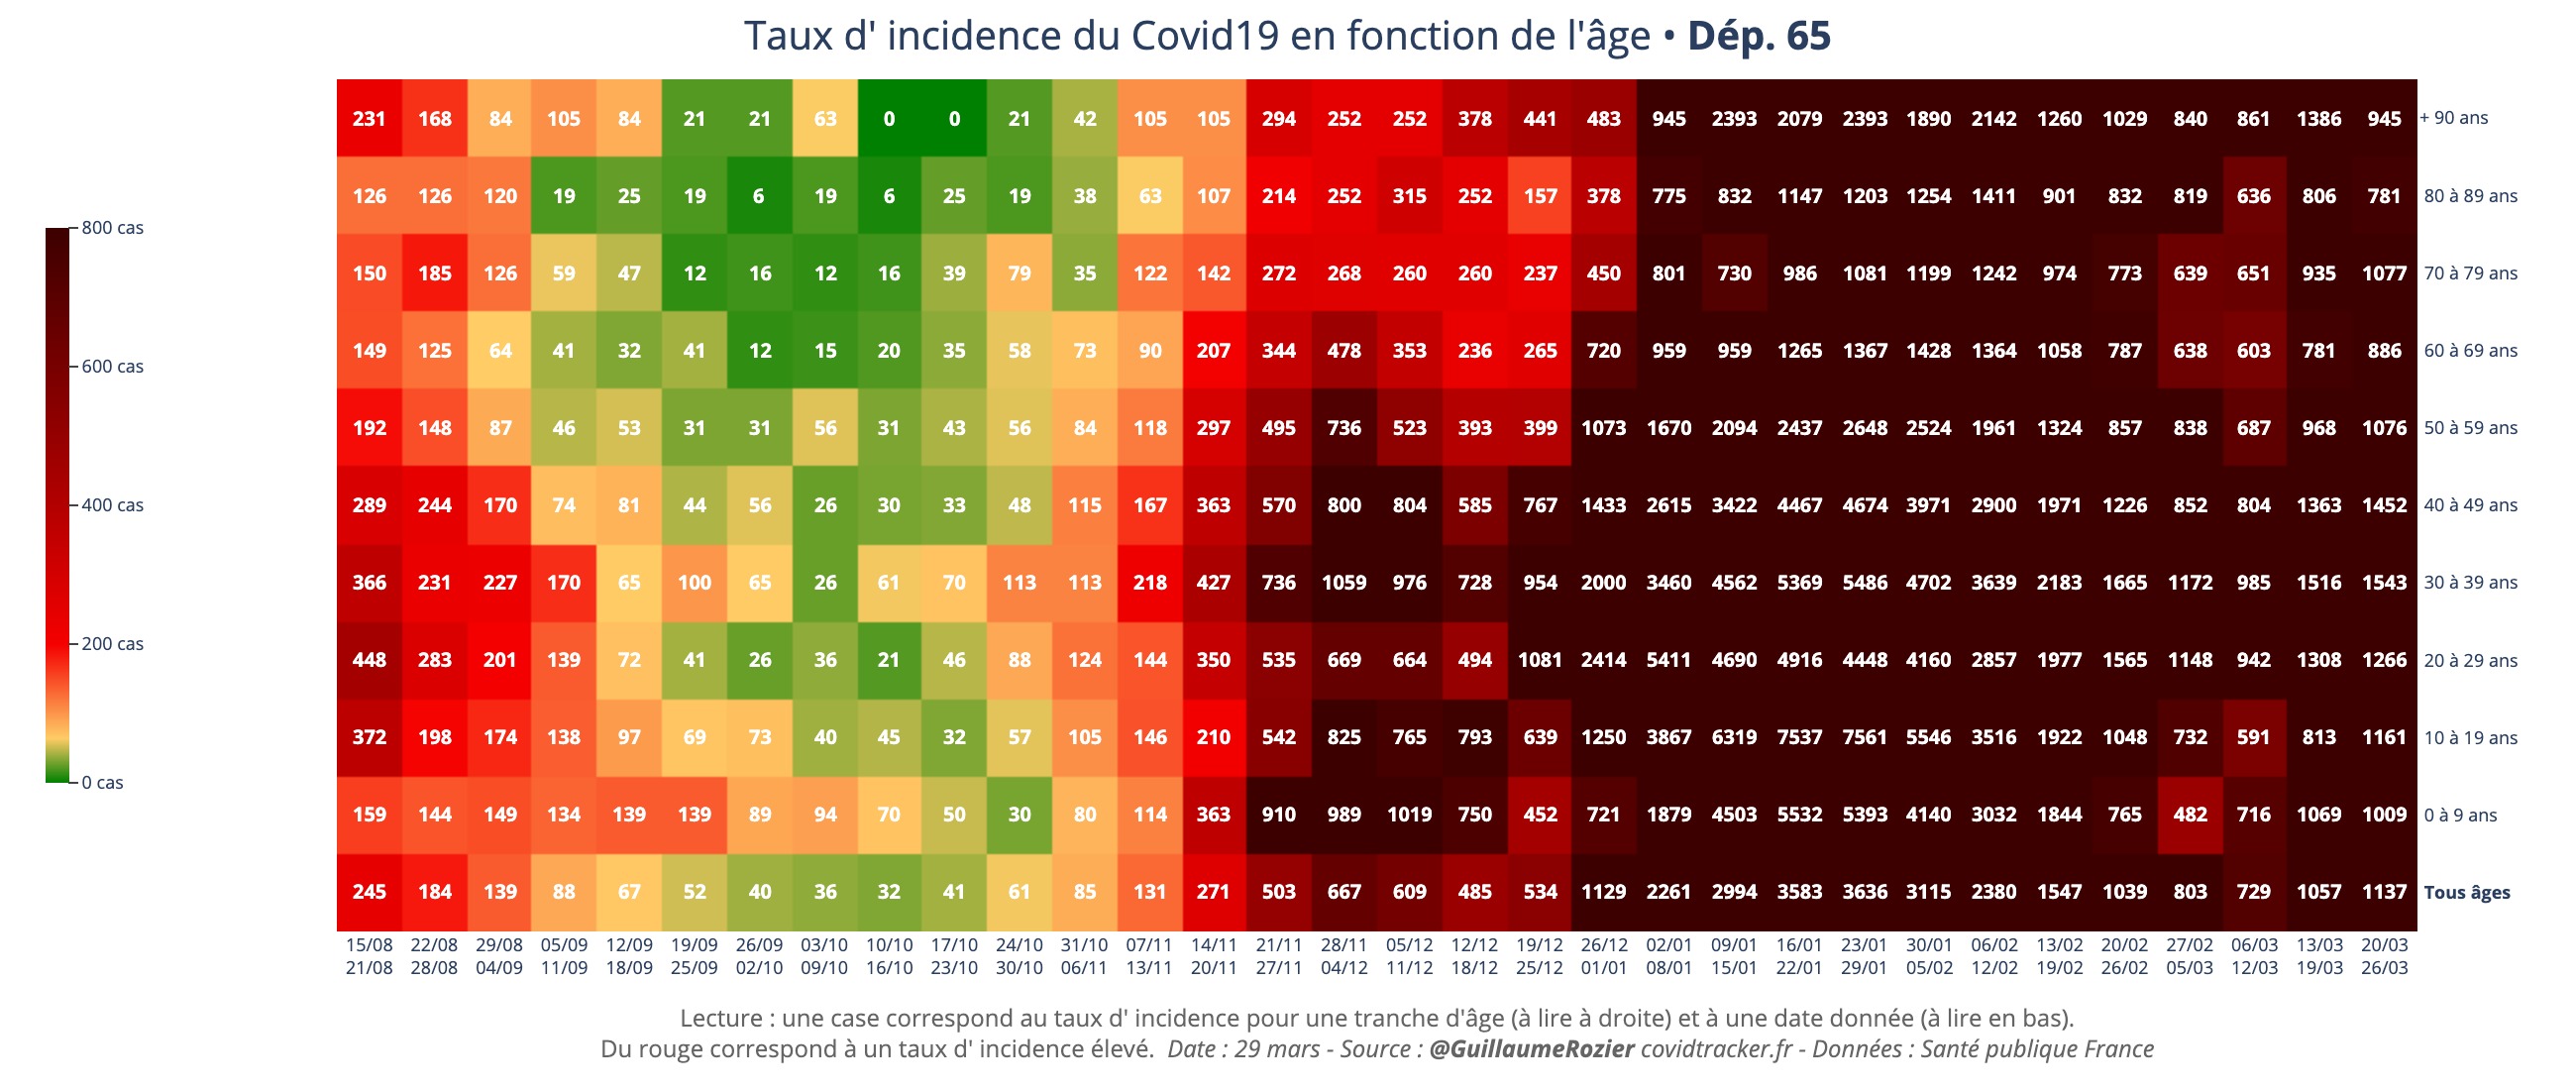 Taux d' incidence du Covid19 en fonction de l'âge • Dép. 65
231 168 84 105 84 21 21 63 0 0 21 42 105 105 294 252 252 378 441 483 945 2393 2079 2393 1890 2142 1260 1029 840 861 1386 945 + 90 ans
126 126 120 19 25 19 6 19 6 25 19 38 63 107 214 252 315 252 157 378 775 832 1147 1203 1254 1411 901 832 819 636 806 781 80 à 89 ans
150 185 126 59 47 12 16 12 16 39 79 35 122 142 272 268 260 260 237 450 801 730 986 1081 1199 1242 974 773 639 651 935 1077 70 à 79 ans
149 125 64 41 32 41 12 15 20 35 58 73 90 207 344 478 353 236 265 720 959 959 1265 1367 1428 1364 1058 787 638 603 781 886 60 à 69 ans
192 148 87 46 53 31 31 56 31 43 56 84 118 297 495 736 523 393 399 1073 1670 2094 2437 2648 2524 1961 1324 857 838 687 968 1076 50 à 59 ans
289 244 170 74 81 44 56 26 30 33 48 115 167 363 570 800 804 585 767 1433 2615 3422 4467 4674 3971 2900 1971 1226 852 804 1363 1452 40 à 49 ans
366 231 227 170 65 100 65 26 61 70 113 113 218 427 736 1059 976 728 954 2000 3460 4562 5369 5486 4702 3639 2183 1665 1172 985 1516 1543 30 à 39 ans
448 283 201 139 72 41 26 36 21 46 88 124 144 350 535 669 664 494 1081 2414 5411 4690 4916 4448 4160 2857 1977 1565 1148 942 1308 1266 20 à 29 ans
372 198 174 138 97 69 73 40 45 32 57 105 146 210 542 825 765 793 639 1250 3867 6319 7537 7561 5546 3516 1922 1048 732 591 813 1161 10 à 19 ans
159 144 149 134 139 139 89 94 70 50 30 80 114 363 910 989 1019 750 452 721 1879 4503 5532 5393 4140 3032 1844 765 482 716 1069 1009 0 à 9 ans
245 184 139 88 67 52 40 36 32 41 61 85 131 271 503 667 609 485 534 1129 2261 2994 3583 3636 3115 2380 1547 1039 803 729 1057 1137 Tous âges
15/08 22/08 29/08 05/09 12/09 19/09 26/09 03/10 10/10 17/10 24/10 31/10 07/11 14/11 21/11 28/11 05/12 12/12 19/12 26/12 02/01 09/01 16/01 23/01 30/01 06/02 13/02 20/02 27/02 06/03 13/03 20/03
21/08 28/08 04/09 11/09 18/09 25/09 02/10 09/10 16/10 23/10 30/10 06/11 13/11 20/11 27/11 04/12 11/12 18/12 25/12 01/01 08/01 15/01 22/01 29/01 05/02 12/02 19/02 26/02 05/03 12/03 19/03 26/03
800 cas
600 cas
400 cas
200 cas
0 cas
Lecture : une case correspond au taux d' incidence pour une tranche d'âge (à lire à droite) et à une date donnée (à lire en bas).
Du rouge correspond à un taux d' incidence élevé. Date : 29 mars - Source : @GuillaumeRozier covidtracker.fr - Données : Santé publique France